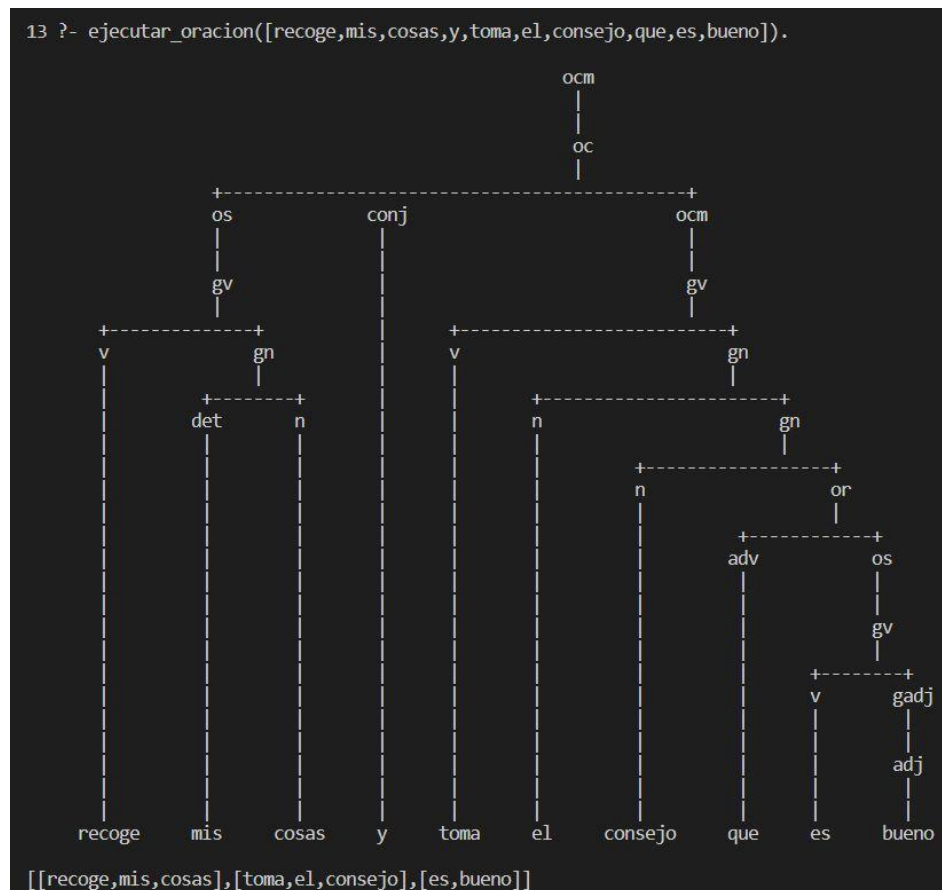 13 ?- ejecutar_oracion([recoge,mis,cosas,y,toma,el,consejo,que,es,bueno]).
ocm
oc
os conj ocm
gv gv
v gn v gn
det n n gn
n or
adv os
gv
v gadj
adj
recoge mis cosas y toma el consejo que es bueno
[[recoge,mis,cosas],[toma,el,consejo],[es,bueno]]